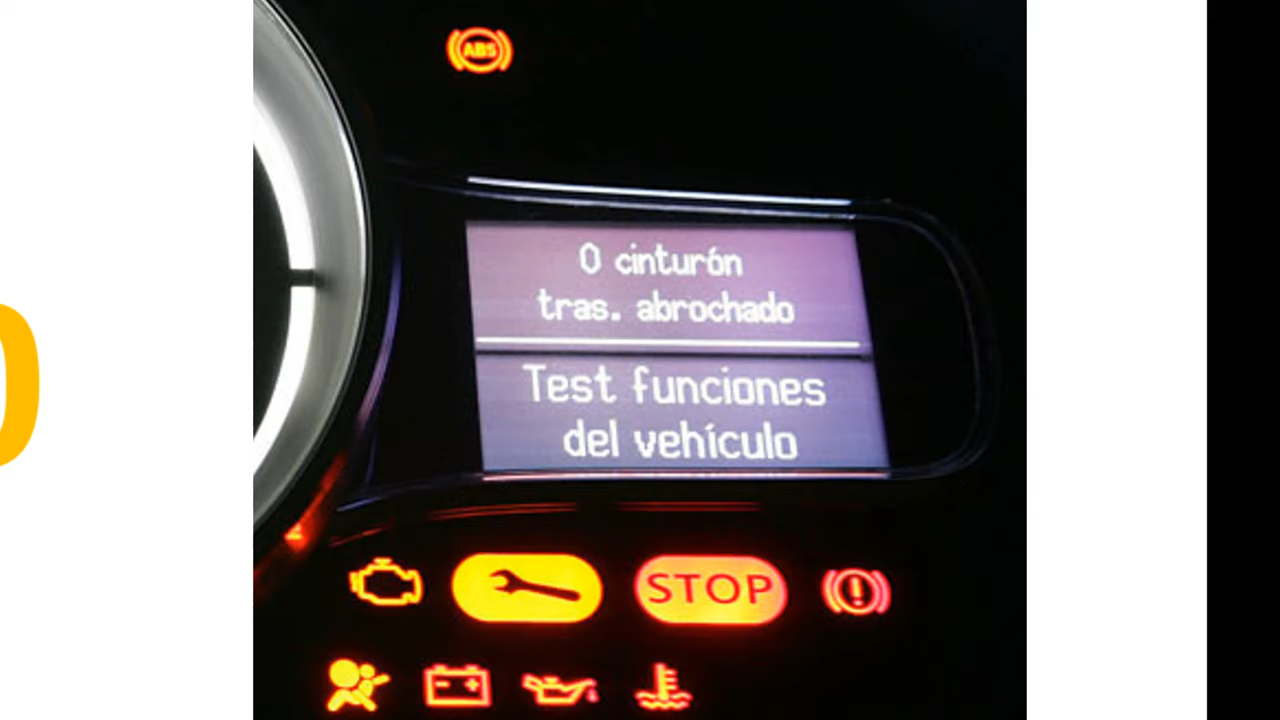 ABS
0 cinturón
tras. abrochado
Test funciones
del vehículo
STOP